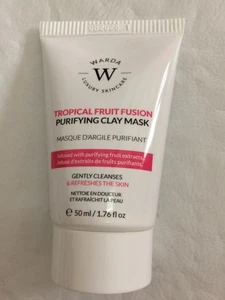 WARDA
W
LUXURY SKINCARE
TROPICAL FRUIT FUSION
PURIFYING CLAY MASK
MASQUE D'ARGILE PURIFIANT
Infused with purifying fruit extracts
Infusé d'extraits de fruits purifiants
GENTLY CLEANSES
& REFRESHES THE SKIN
NETTOIE EN DOUCEUR
ET RAFRAÎCHIT LA PEAU
e 50 ml / 1.76 fl oz